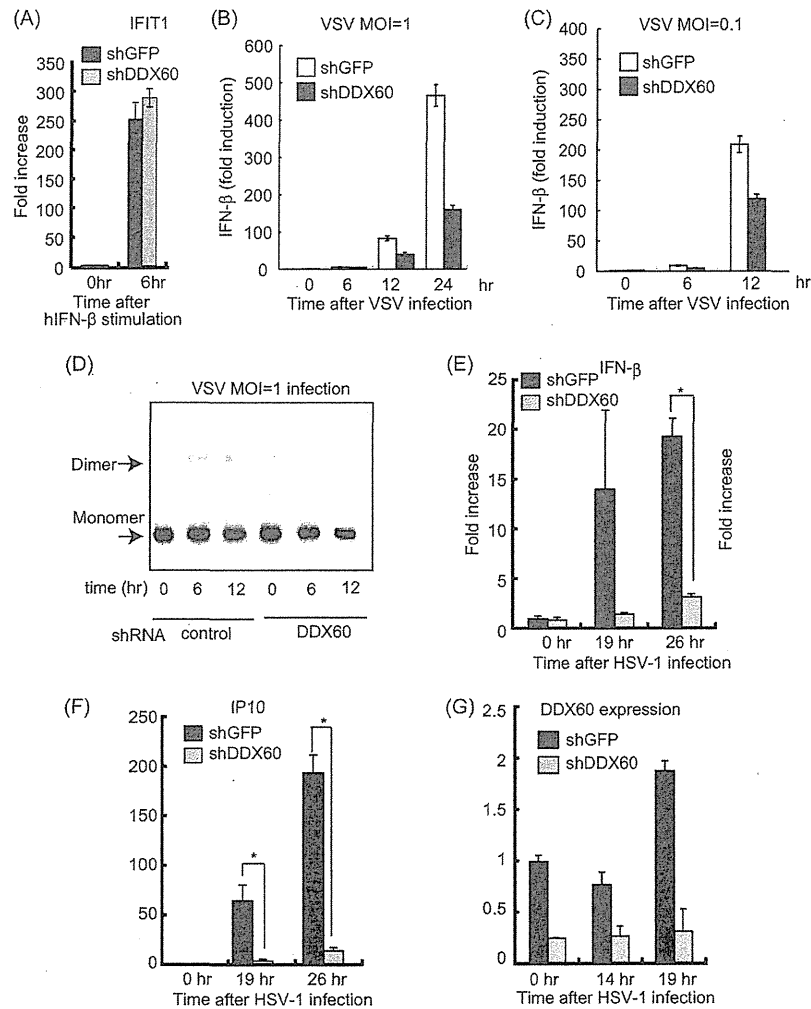 (A)
IFIT1
shGFP
shDDX60
Fold increase
350
300
250
200
150
100
50
0
0hr
6hr
Time after
hIFN-β stimulation
(B)
VSV MOI=1
shGFP
shDDX60
IFN-β (fold induction)
600
500
400
300
200
100
0
0
6
12
24
hr
Time after VSV infection
(C)
VSV MOI=0.1
shGFP
shDDX60
IFN-β (fold induction)
400
350
300
250
200
150
100
50
0
0
6
12
hr
Time after VSV infection
(D)
VSV MOI=1 infection
Dimer
Monomer
time (hr)
0
6
12
0
6
12
shRNA
control
DDX60
(E)
IFN-β
shGFP
shDDX60
Fold increase
25
20
15
10
5
0
*
Fold increase
0 hr
19 hr
26 hr
Time after HSV-1 infection
(F)
IP10
shGFP
shDDX60
250
200
150
100
50
0
*
*
0 hr
19 hr
26 hr
Time after HSV-1 infection
(G)
DDX60 expression
shGFP
shDDX60
2.5
2
1.5
1
0.5
0
0 hr
14 hr
19 hr
Time after HSV-1 infection